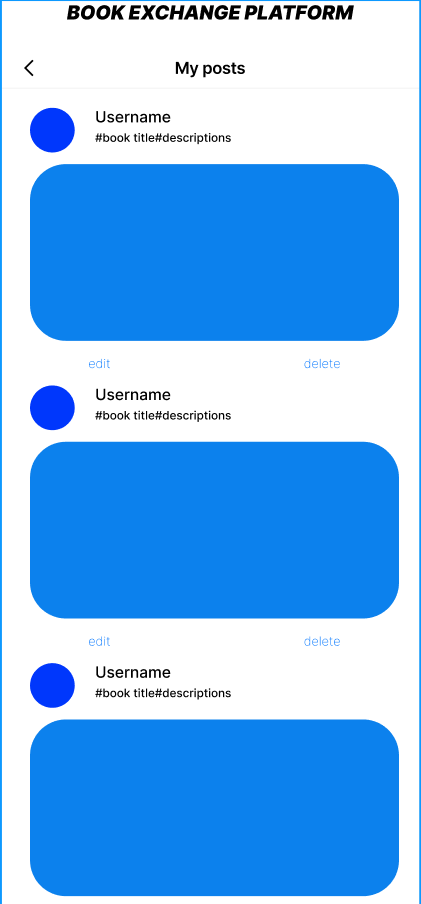 BOOK EXCHANGE PLATFORM
My posts
Username
#book title#descriptions
edit delete
Username
#book title#descriptions
edit delete
Username
#book title#descriptions